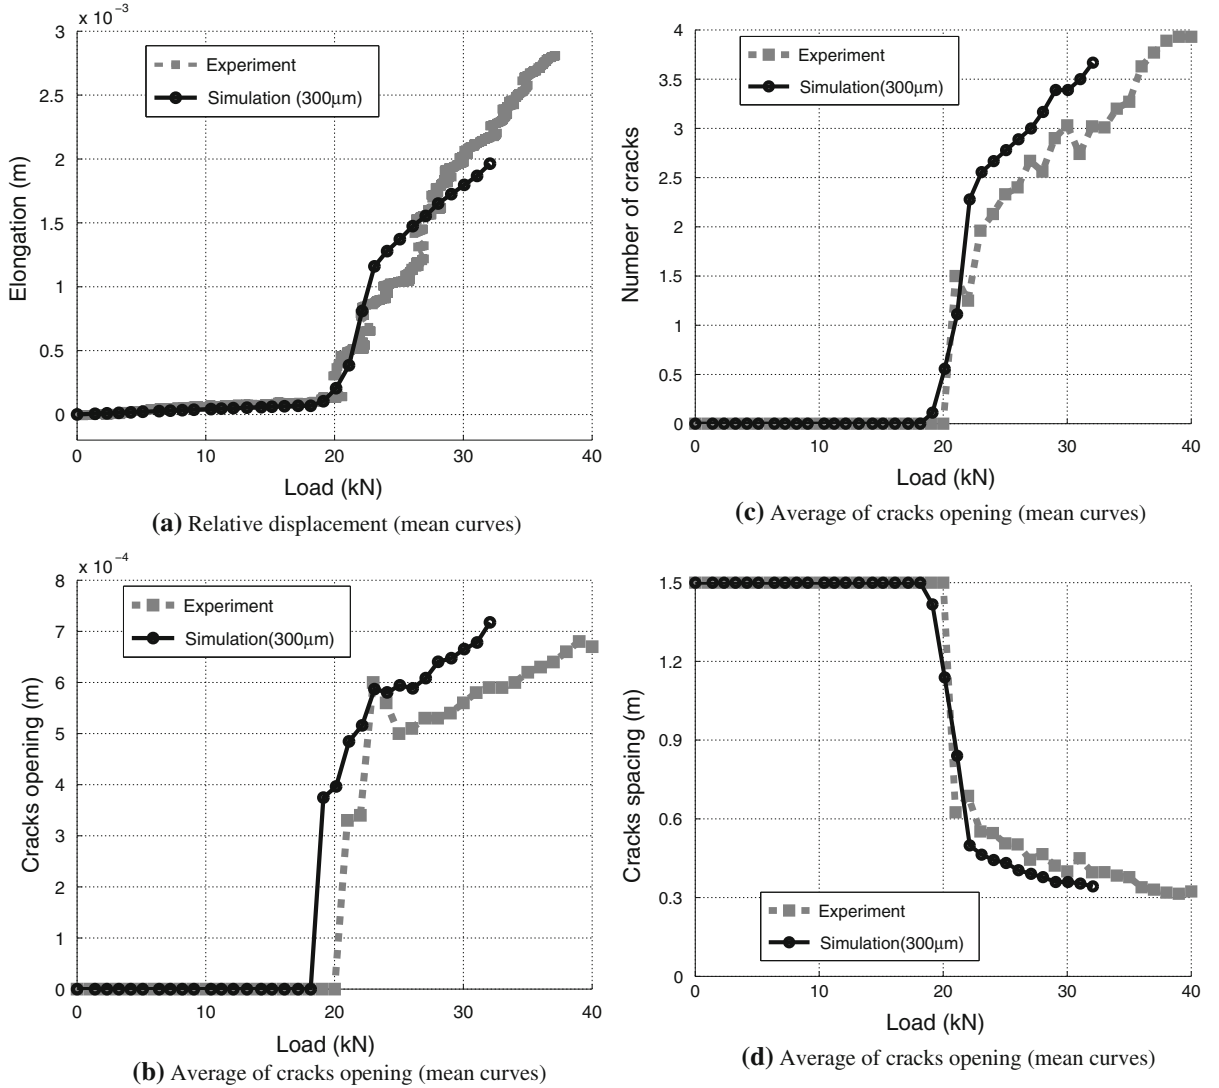 x 10⁻³
3
2.5
2
1.5
1
0.5
0
Elongation (m)
Experiment
Simulation (300μm)
0 10 20 30 40
Load (kN)
(a) Relative displacement (mean curves)
4
3.5
3
2.5
2
1.5
1
0.5
0
Number of cracks
Experiment
Simulation(300μm)
0 10 20 30 40
Load (kN)
(c) Average of cracks opening (mean curves)
x 10⁻⁴
8
7
6
5
4
3
2
1
0
Cracks opening (m)
Experiment
Simulation(300μm)
0 10 20 30 40
Load (kN)
(b) Average of cracks opening (mean curves)
1.5
1.2
0.9
0.6
0.3
0
Cracks spacing (m)
Experiment
Simulation(300μm)
0 10 20 30 40
Load (kN)
(d) Average of cracks opening (mean curves)